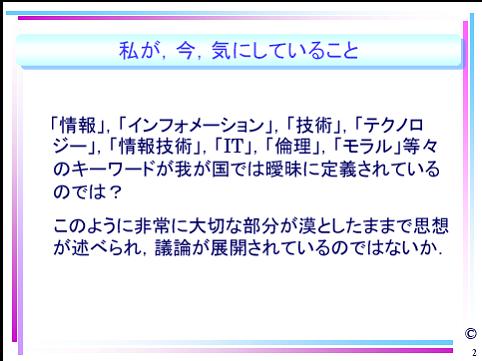 私が，今，気にしていること
「情報」，「インフォメーション」，「技術」，「テクノロ
ジー」，「情報技術」，「IT」，「倫理」，「モラル」等々
のキーワードが我が国では曖昧に定義されている
のでは？
このように非常に大切な部分が漠としたままで思想
が述べられ，議論が展開されているのではないか．
©
2